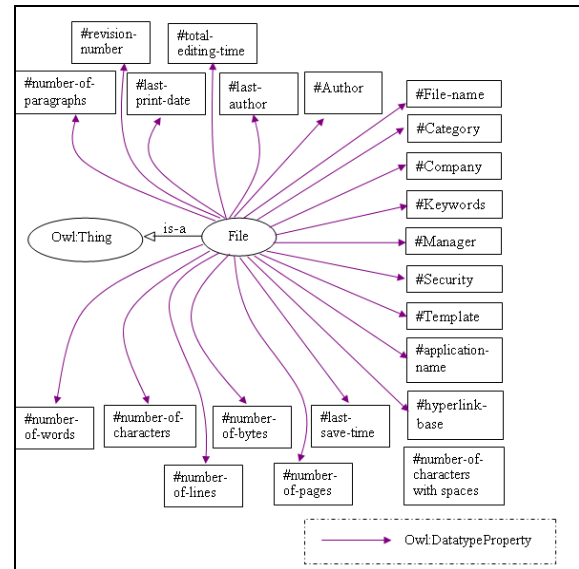 #revision-
number
#total-
editing-time
#number-of-
paragraphs
#last-
print-date
#last-
author
#Author
#File-name
#Category
#Company
#Keywords
Owl:Thing
is-a
File
#Manager
#Security
#Template
#application-
name
#hyperlink-
base
#number-
of-words
#number-of-
characters
#number-
of-bytes
#last-
save-time
#number-
of-lines
#number-
of-pages
#number-of-
characters
with spaces
Owl:DatatypeProperty